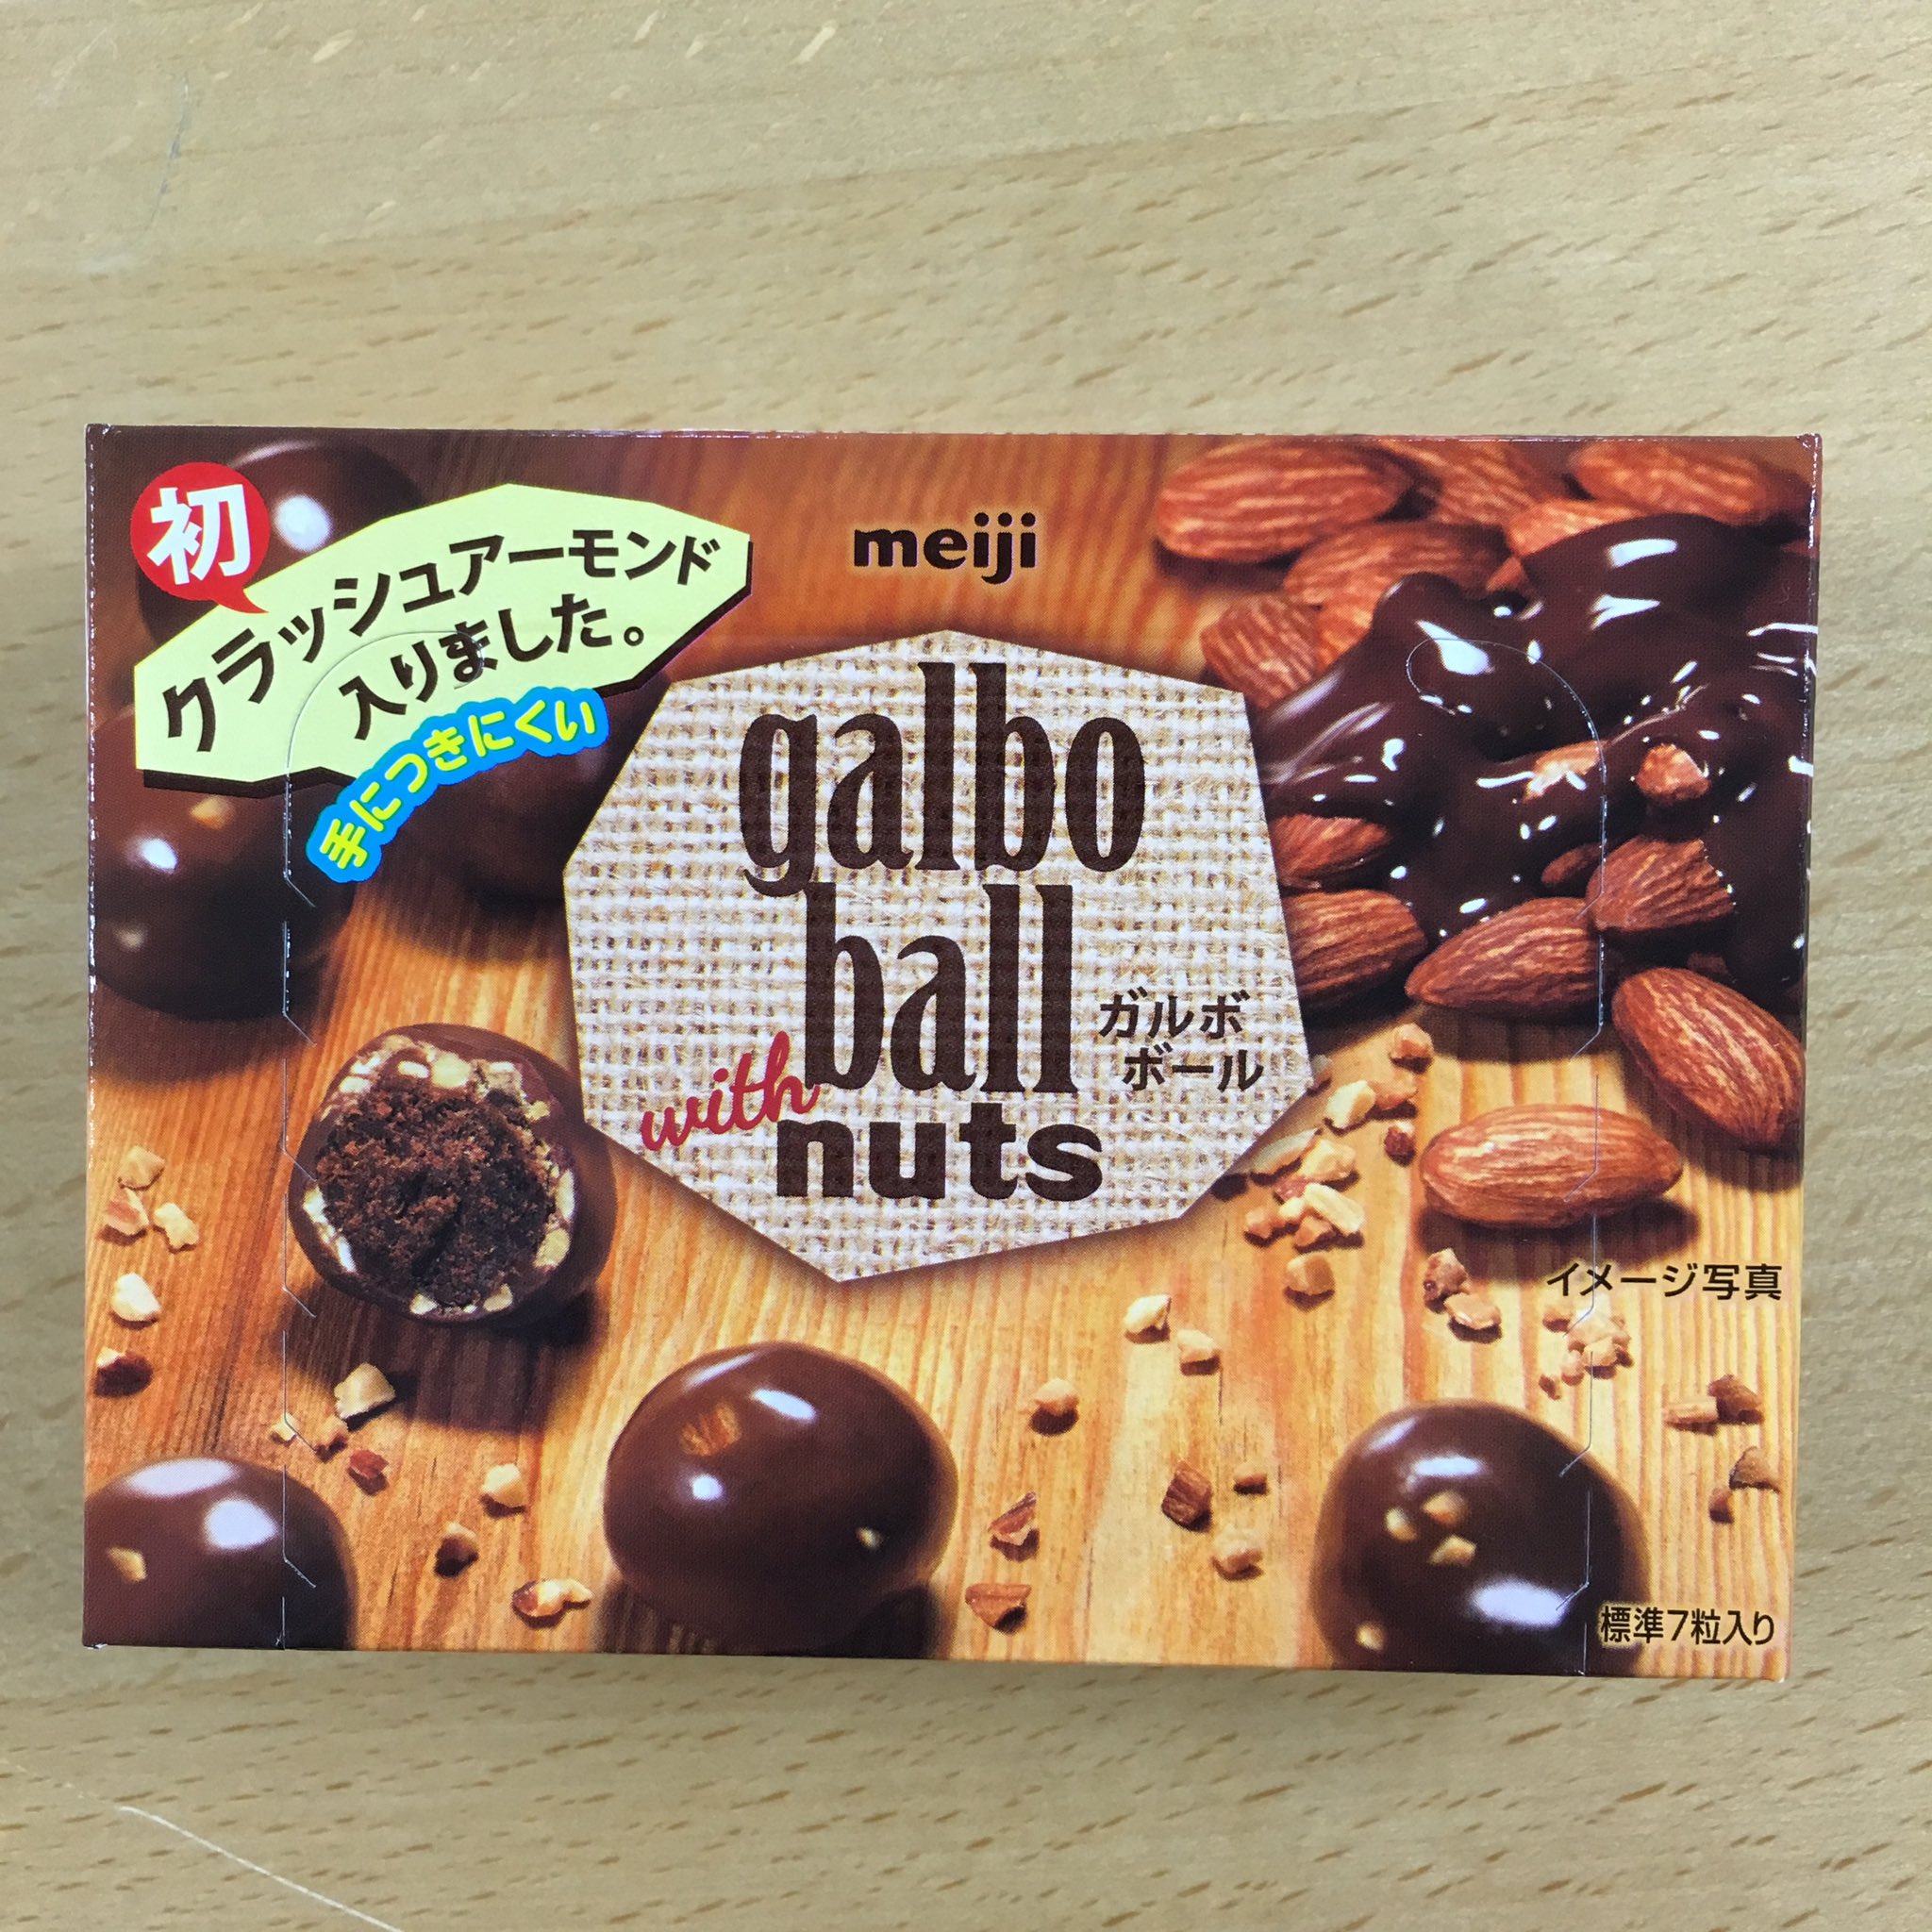 初
クラッシュアーモンド
入りました。
手につきにくい
meiji
galbo
ball
ガルボ
ボール
with
nuts
イメージ写真
標準7粒入り